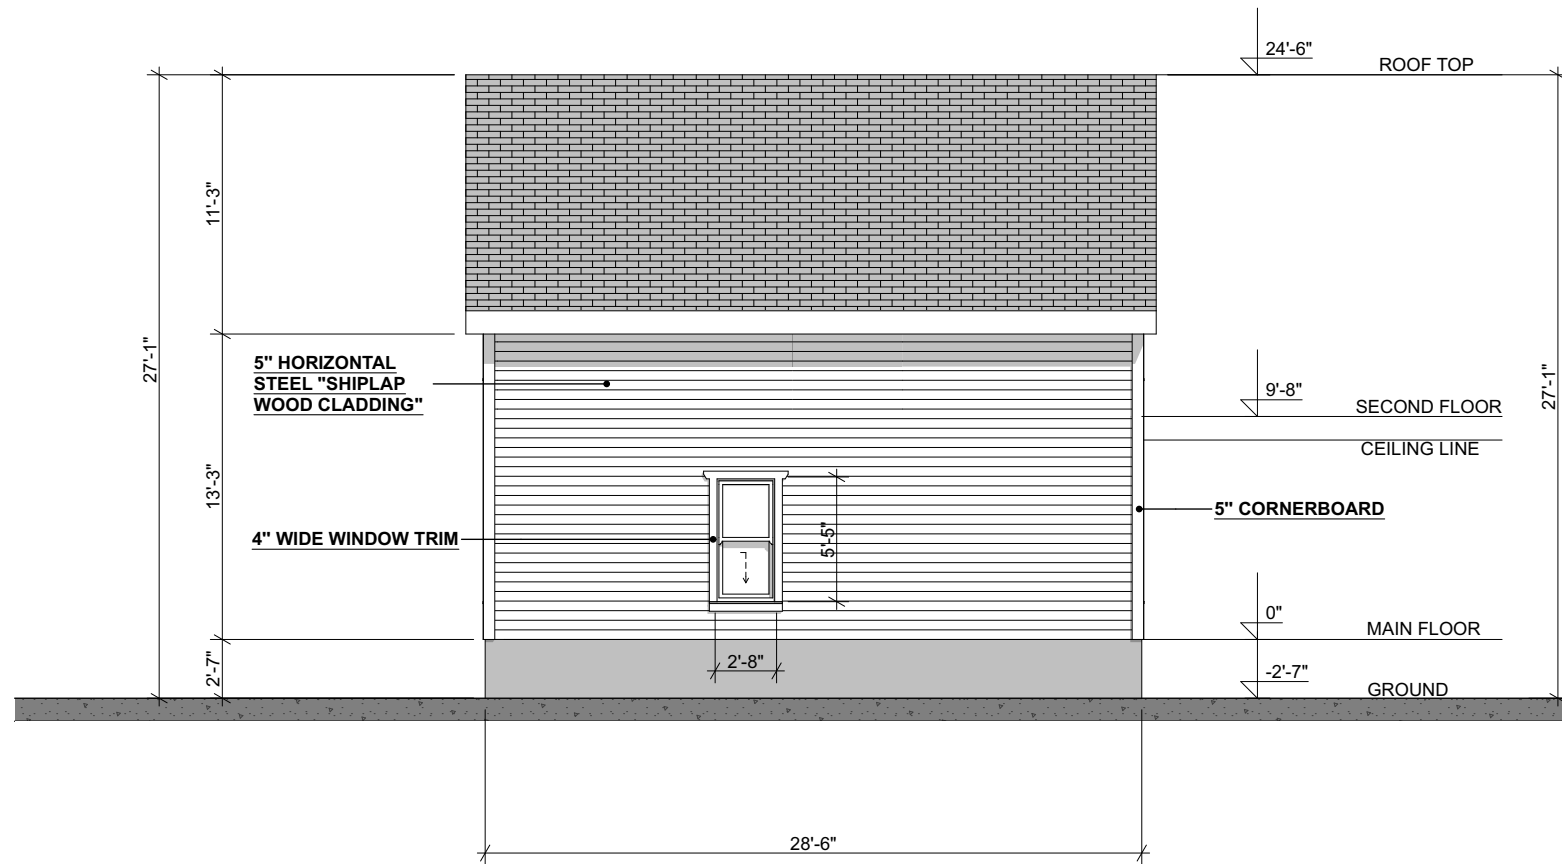 24'-6"
ROOF TOP
11'-3"
27'-1"
5" HORIZONTAL
STEEL "SHIPLAP
WOOD CLADDING"
9'-8"
SECOND FLOOR
27'-1"
CEILING LINE
13'-3"
5" CORNERBOARD
4" WIDE WINDOW TRIM
5'-5"
0"
MAIN FLOOR
2'-7"
2'-8"
-2'-7"
GROUND
28'-6"